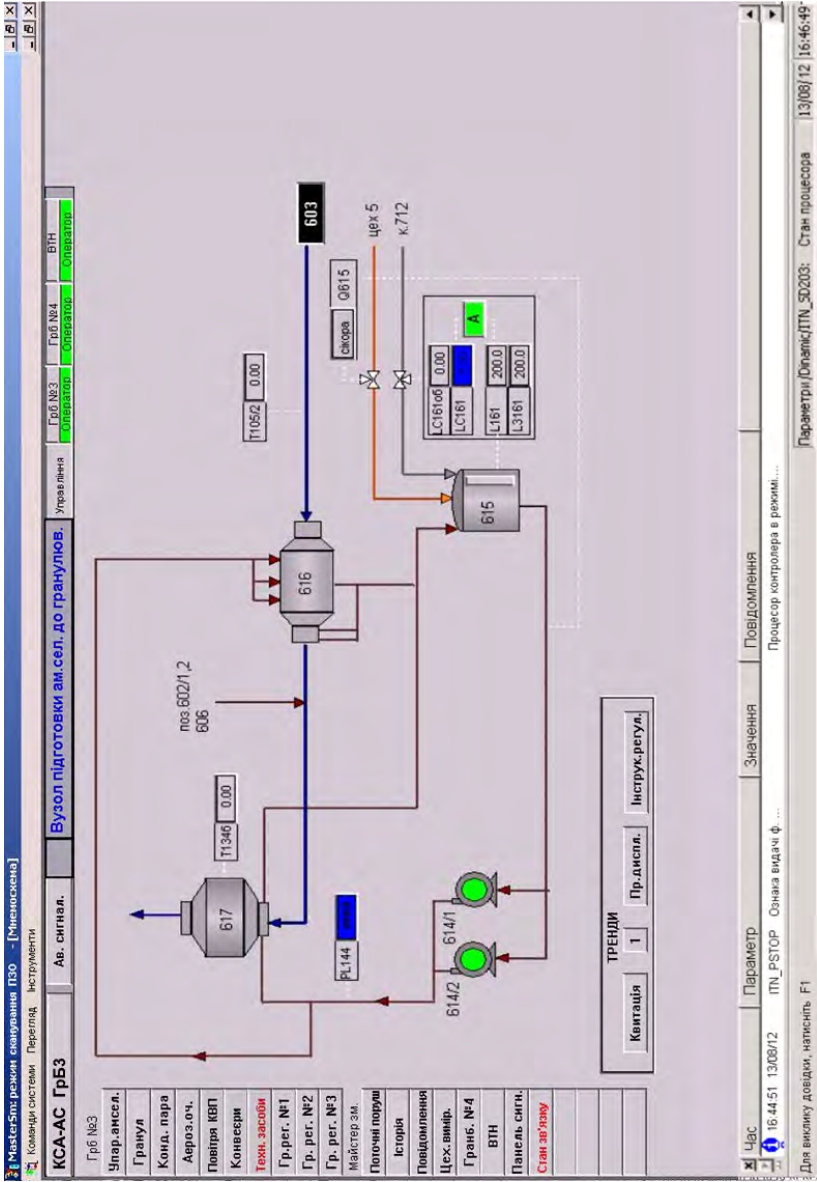 MasterSm: режим сканування ПЗО - [Мнемосхема]
Команди системи Перегляд Інструменти
КСА-АС ГрБ3
Ав. сигнал.
Вузол підготовки ам.сел. до гранулюв.
Управління
Грб №3 Грб №4 ВТН
Оператор Оператор Оператор
Грб №3
Упар.амсел.
Гранул
Конд. пара
Аероз.оч.
Повітря КВП
Конвеєри
Техн. засоби
Гр.рег. №1
Гр. рег. №2
Гр. рег. №3
Майстер зм.
Поточні поруш
Історія
Повідомлення
Цех.вимір.
Гранб. №4
ВТН
Панель сигн.
Стан зв'язку
617
T1346 0.00
поз.602/1,2
606
616
T105/2 0.00
603
PL144
614/2
614/1
615
сікора Q615
цех 5
к.712
LC161об 0.00
LC161
A
L161 200.0
L3161 200.0
ТРЕНДИ
Квитація 1 Пр.диспл. Інструк.регул.
Час Параметр Значення Повідомлення
16:44:51 13/08/12 ITN_PSTOP Ознака видачі ф. ... Процесор контролера в режимі....
Для виклику довідки, натисніть F1
Параметри/Dinamic/ITN_SD203: Стан процесора 13/08/12 16:46:49